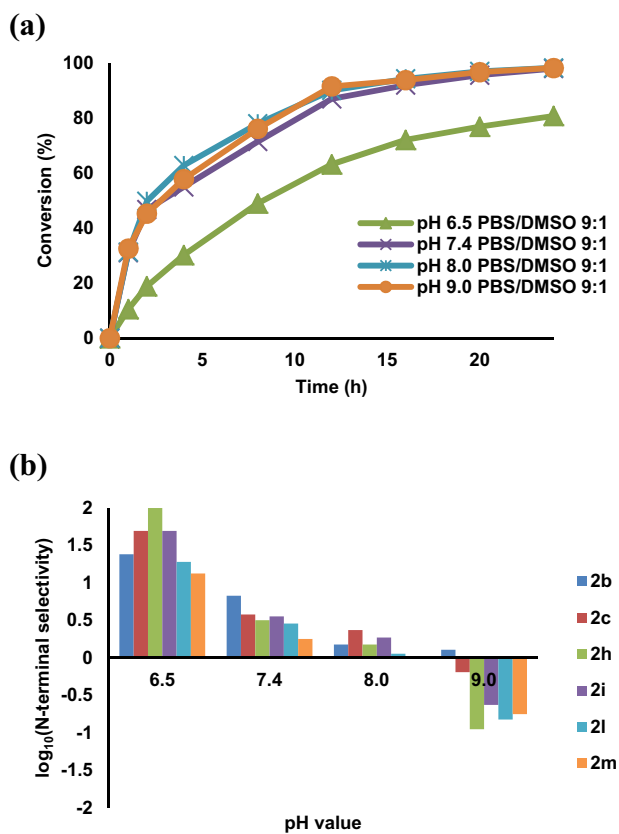 (a)
Conversion (%)
100
80
60
40
20
0
pH 6.5 PBS/DMSO 9:1
pH 7.4 PBS/DMSO 9:1
pH 8.0 PBS/DMSO 9:1
pH 9.0 PBS/DMSO 9:1
0 5 10 15 20
Time (h)
(b)
log₁₀(N-terminal selectivity)
2
1.5
1
0.5
0
-0.5
-1
-1.5
-2
6.5 7.4 8.0 9.0
pH value
2b
2c
2h
2i
2l
2m